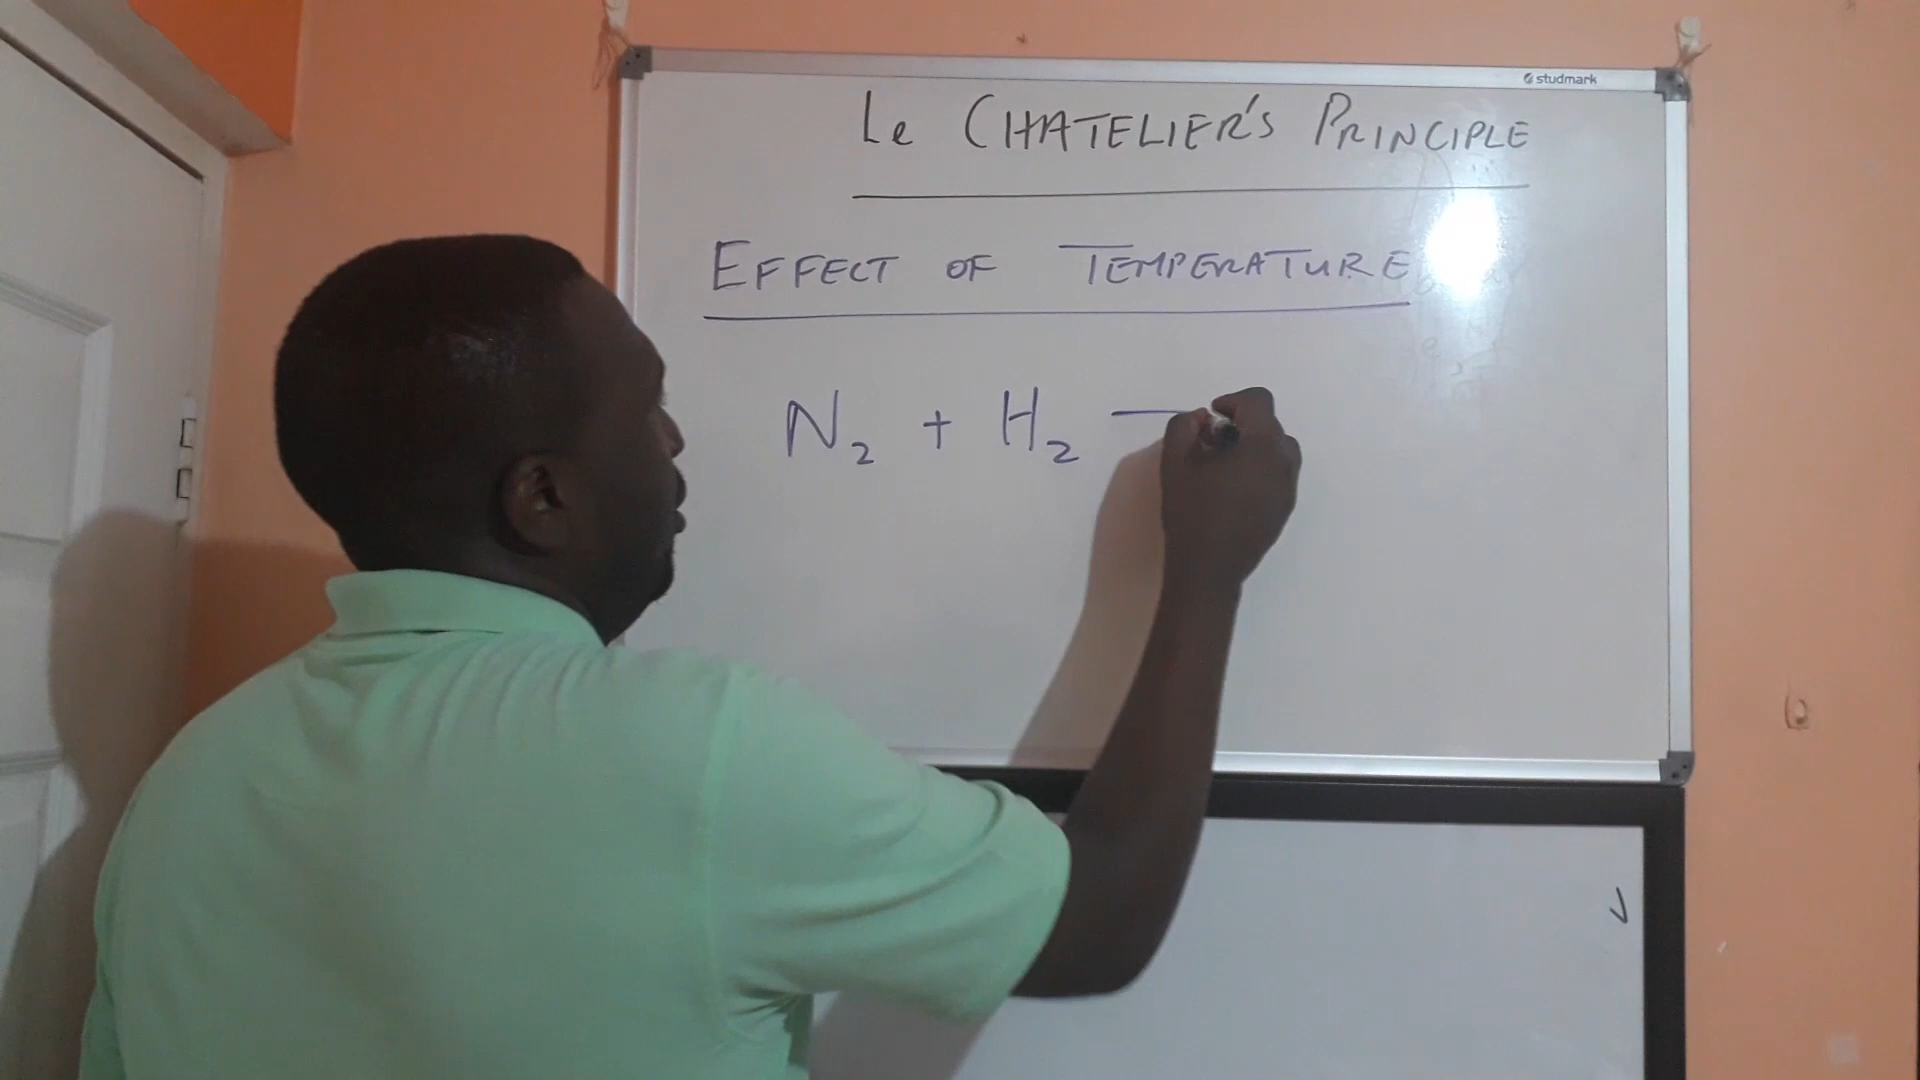 studmark
Le CHATELIER'S PRINCIPLE
EFFECT OF TEMPERATURE
N₂ + H₂ —